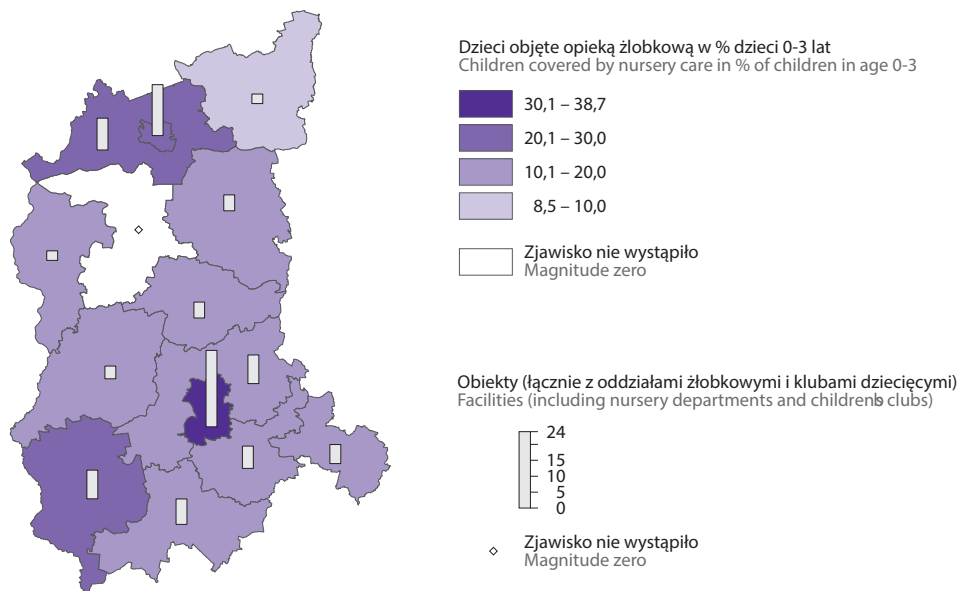 Dzieci objęte opieką żlobkową w % dzieci 0-3 lat
Children covered by nursery care in % of children in age 0-3
30,1 – 38,7
20,1 – 30,0
10,1 – 20,0
8,5 – 10,0
Zjawisko nie wystąpiło
Magnitude zero
Obiekty (łącznie z oddziałami żłobkowymi i klubami dziecięcymi)
Facilities (including nursery departments and childrenь clubs)
24
15
10
5
0
Zjawisko nie wystąpiło
Magnitude zero